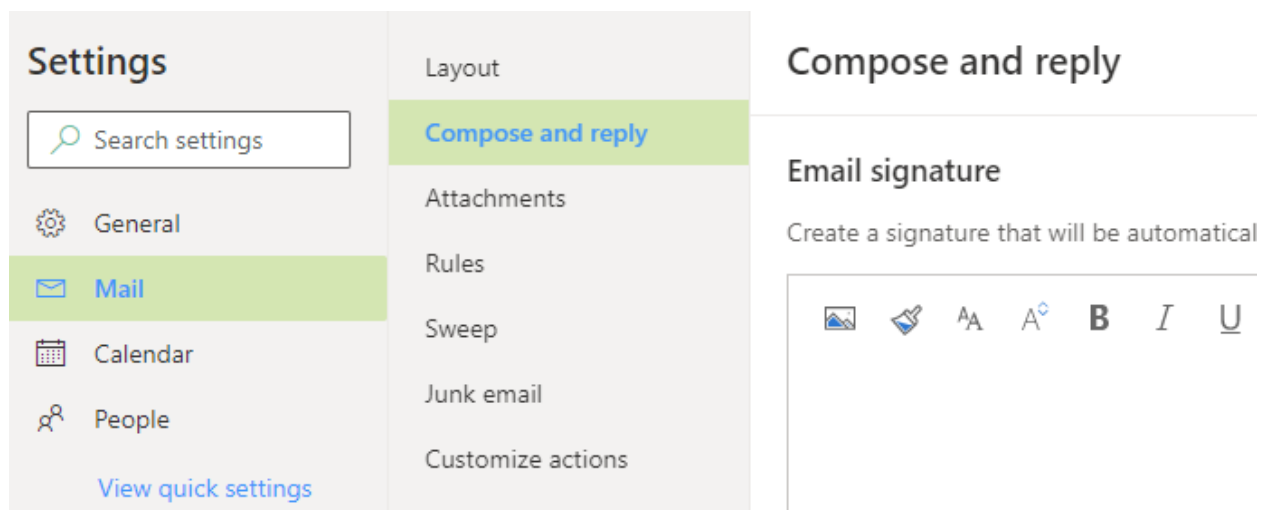 Settings
Search settings
General
Mail
Calendar
People
View quick settings
Layout
Compose and reply
Attachments
Rules
Sweep
Junk email
Customize actions
Compose and reply
Email signature
Create a signature that will be automatical
B I U